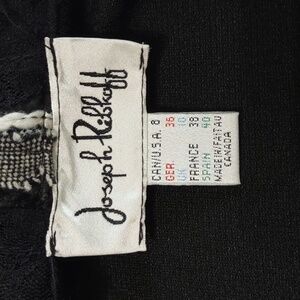 Joseph Ribkoff
CAN/U.S.A. 8
GER. 36
UK 10
FRANCE 38
SPAIN 40
MADE IN/FAIT AU
CANADA